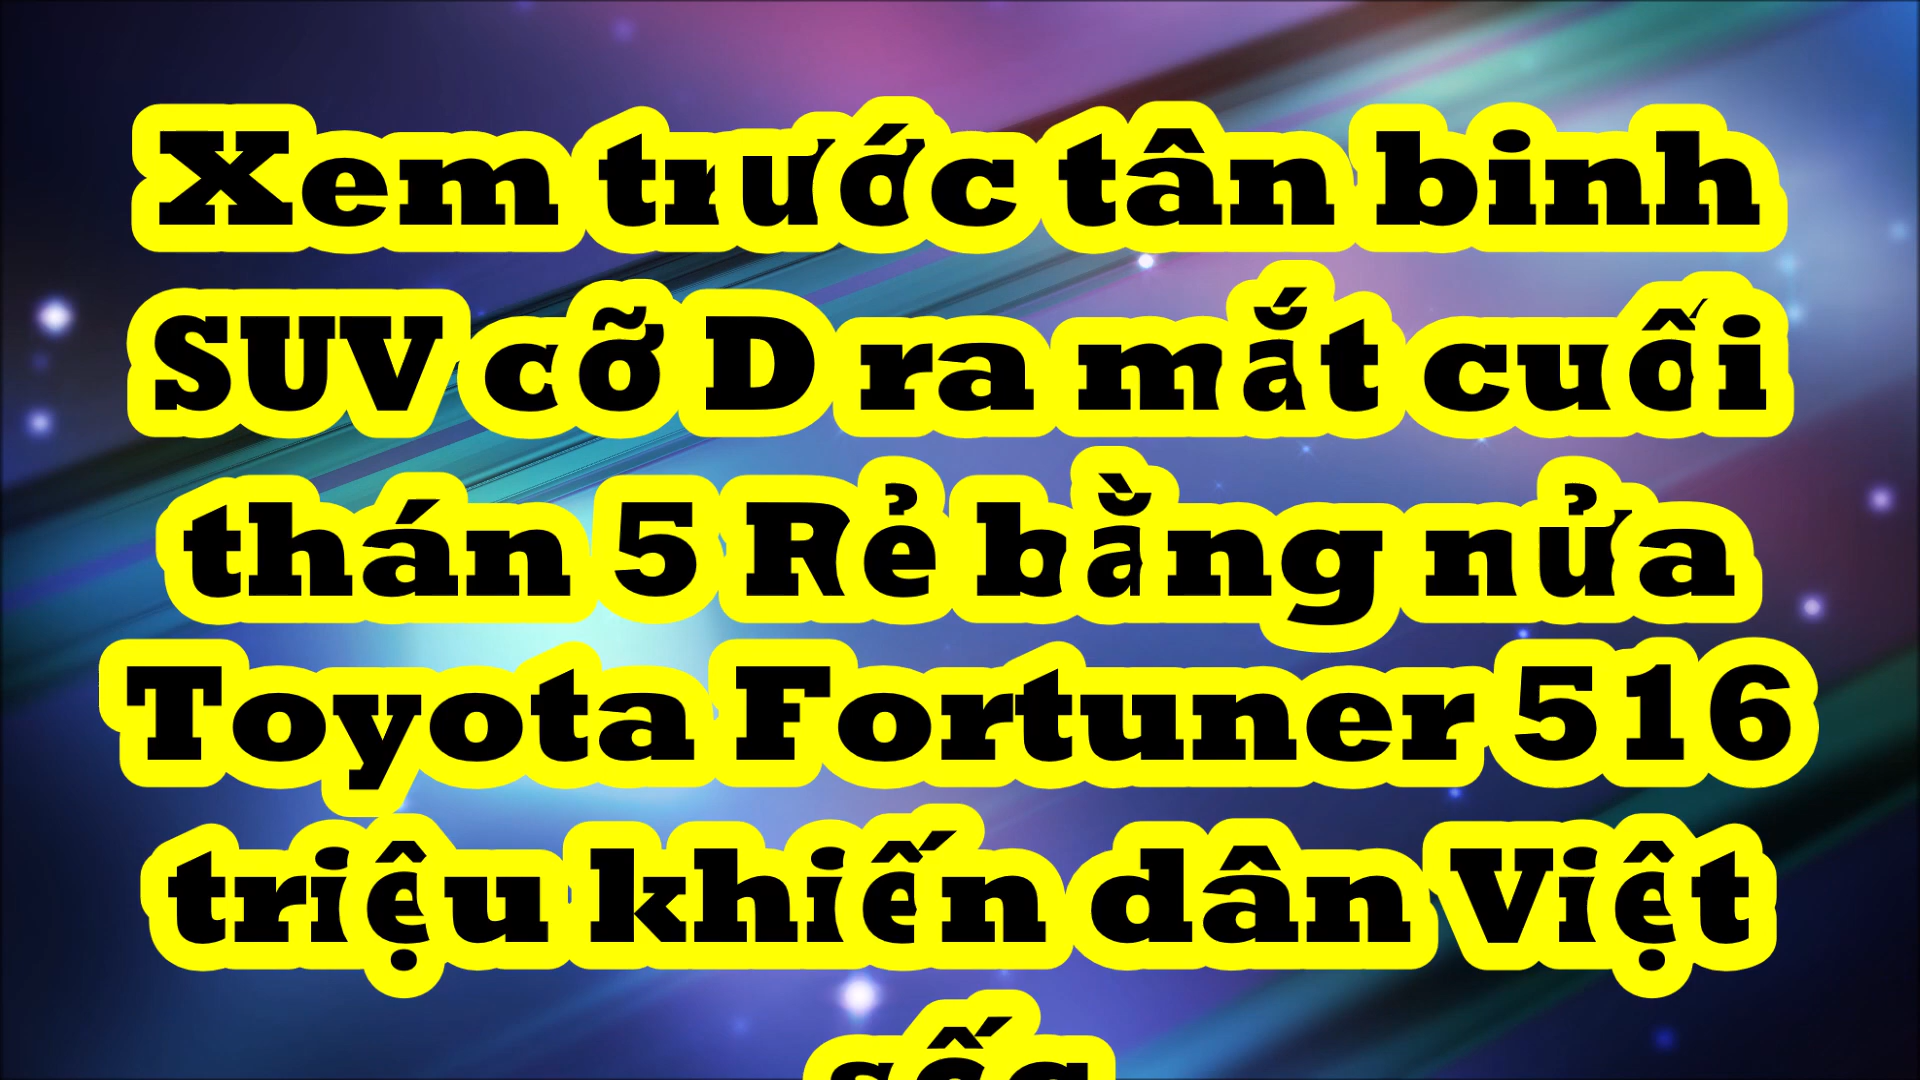 Xem trước tân binh
SUV cỡ D ra mắt cuối
thán 5 Rẻ bằng nửa
Toyota Fortuner 516
triệu khiến dân Việt